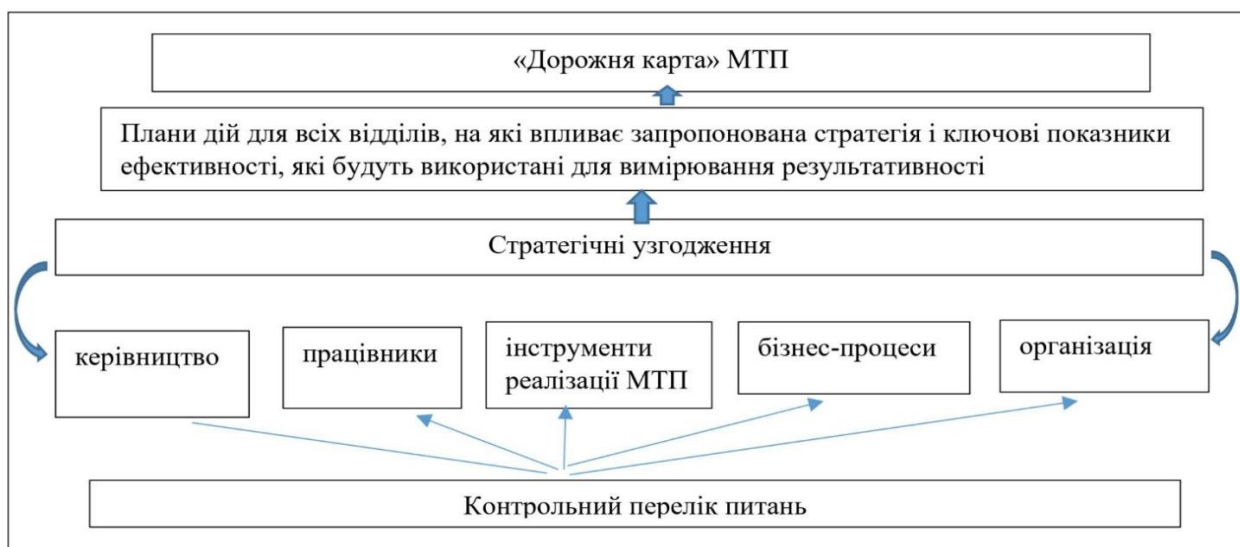 «Дорожня карта» МТП
Плани дій для всіх відділів, на які впливає запропонована стратегія і ключові показники
ефективності, які будуть використані для вимірювання результативності
Стратегічні узгодження
керівництво
працівники
інструменти
реалізації МТП
бізнес-процеси
організація
Контрольний перелік питань